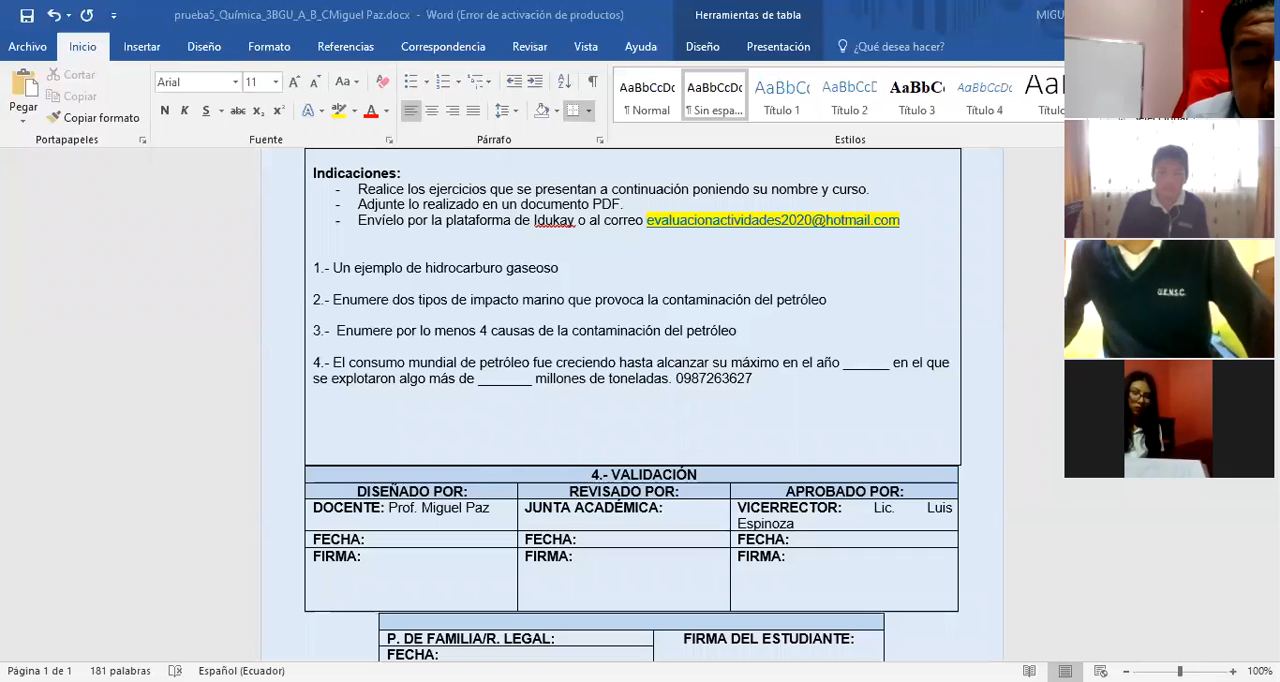 prueba5_Química_3BGU_A_B_CMiguel Paz.docx - Word (Error de activación de productos)
Herramientas de tabla
MIGU
Archivo Inicio Insertar Diseño Formato Referencias Correspondencia Revisar Vista Ayuda Diseño Presentación ¿Qué desea hacer?
Pegar
Cortar
Copiar
Copiar formato
Portapapeles
Arial 11
Fuente
Párrafo
AaBbCcDc AaBbCcDc AaBbCc AaBbCcD AaBbC AaBbCcDc
¶ Normal ¶ Sin espa... Título 1 Título 2 Título 3 Título 4
Estilos
Indicaciones:
- Realice los ejercicios que se presentan a continuación poniendo su nombre y curso.
- Adjunte lo realizado en un documento PDF.
- Envíelo por la plataforma de Idukay o al correo evaluacionactividades2020@hotmail.com
1.- Un ejemplo de hidrocarburo gaseoso
2.- Enumere dos tipos de impacto marino que provoca la contaminación del petróleo
3.- Enumere por lo menos 4 causas de la contaminación del petróleo
4.- El consumo mundial de petróleo fue creciendo hasta alcanzar su máximo en el año ______ en el que
se explotaron algo más de _______ millones de toneladas. 0987263627
4.- VALIDACIÓN
DISEÑADO POR: REVISADO POR: APROBADO POR:
DOCENTE: Prof. Miguel Paz JUNTA ACADÉMICA: VICERRECTOR: Lic. Luis
Espinoza
FECHA: FECHA: FECHA:
FIRMA: FIRMA: FIRMA:
P. DE FAMILIA/R. LEGAL: FIRMA DEL ESTUDIANTE:
FECHA:
U.E.N.S.C.
Página 1 de 1 181 palabras Español (Ecuador) 100%